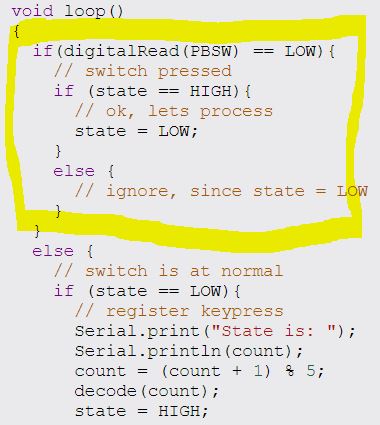 void loop()
{
if(digitalRead(PBSW) == LOW){
// switch pressed
if (state == HIGH){
// ok, lets process
state = LOW;
}
else {
// ignore, since state = LOW
}
}
else {
// switch is at normal
if (state == LOW){
// register keypress
Serial.print("State is: ");
Serial.println(count);
count = (count + 1) % 5;
decode(count);
state = HIGH;